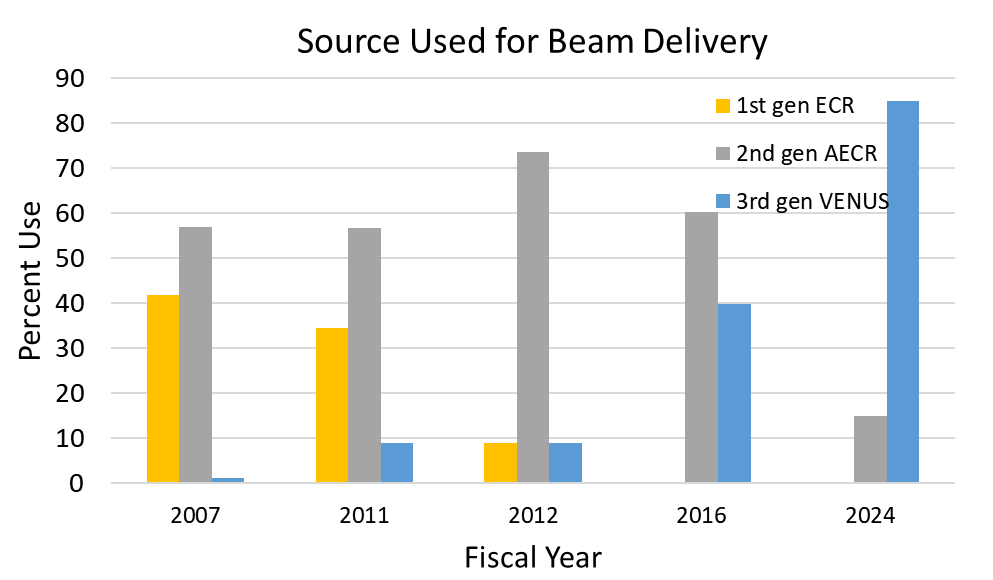 Source Used for Beam Delivery
90
80
70
60
50
40
30
20
10
0
Percent Use
1st gen ECR
2nd gen AECR
3rd gen VENUS
2007 2011 2012 2016 2024
Fiscal Year